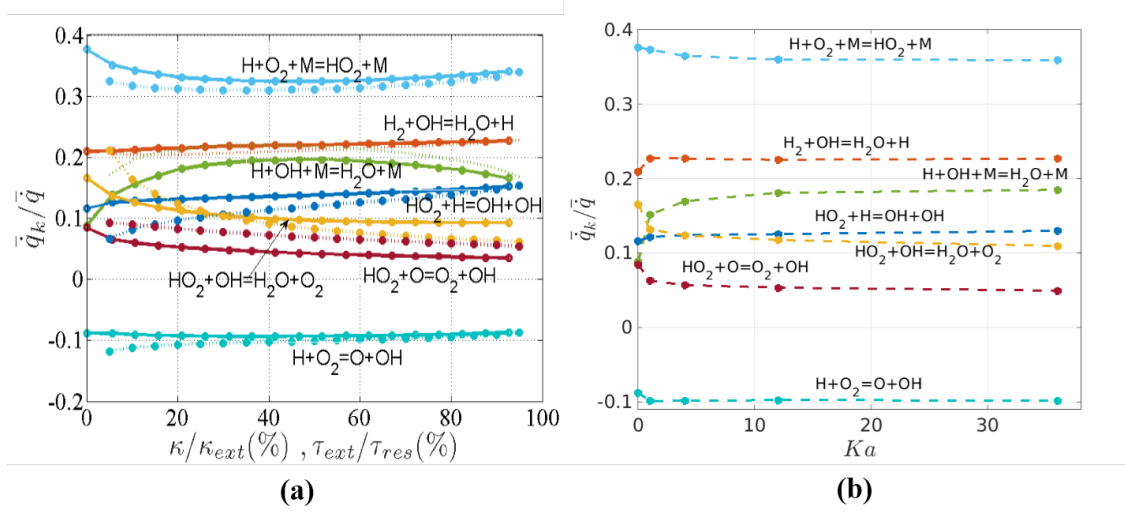 0.4
0.3
0.2
0.1
0
-0.1
-0.2
q̇̄ₖ/q̇̄
H+O₂+M=HO₂+M
H₂+OH=H₂O+H
H+OH+M=H₂O+M
HO₂+H=OH+OH
HO₂+OH=H₂O+O₂
HO₂+O=O₂+OH
H+O₂=O+OH
0 20 40 60 80 100
κ/κₑₓₜ(%) ,τₑₓₜ/τᵣₑₛ(%)
(a)
0.4
0.3
0.2
0.1
0
-0.1
q̇̄ₖ/q̇̄
H+O₂+M=HO₂+M
H₂+OH=H₂O+H
H+OH+M=H₂O+M
HO₂+H=OH+OH
HO₂+OH=H₂O+O₂
HO₂+O=O₂+OH
H+O₂=O+OH
0 10 20 30
Ka
(b)